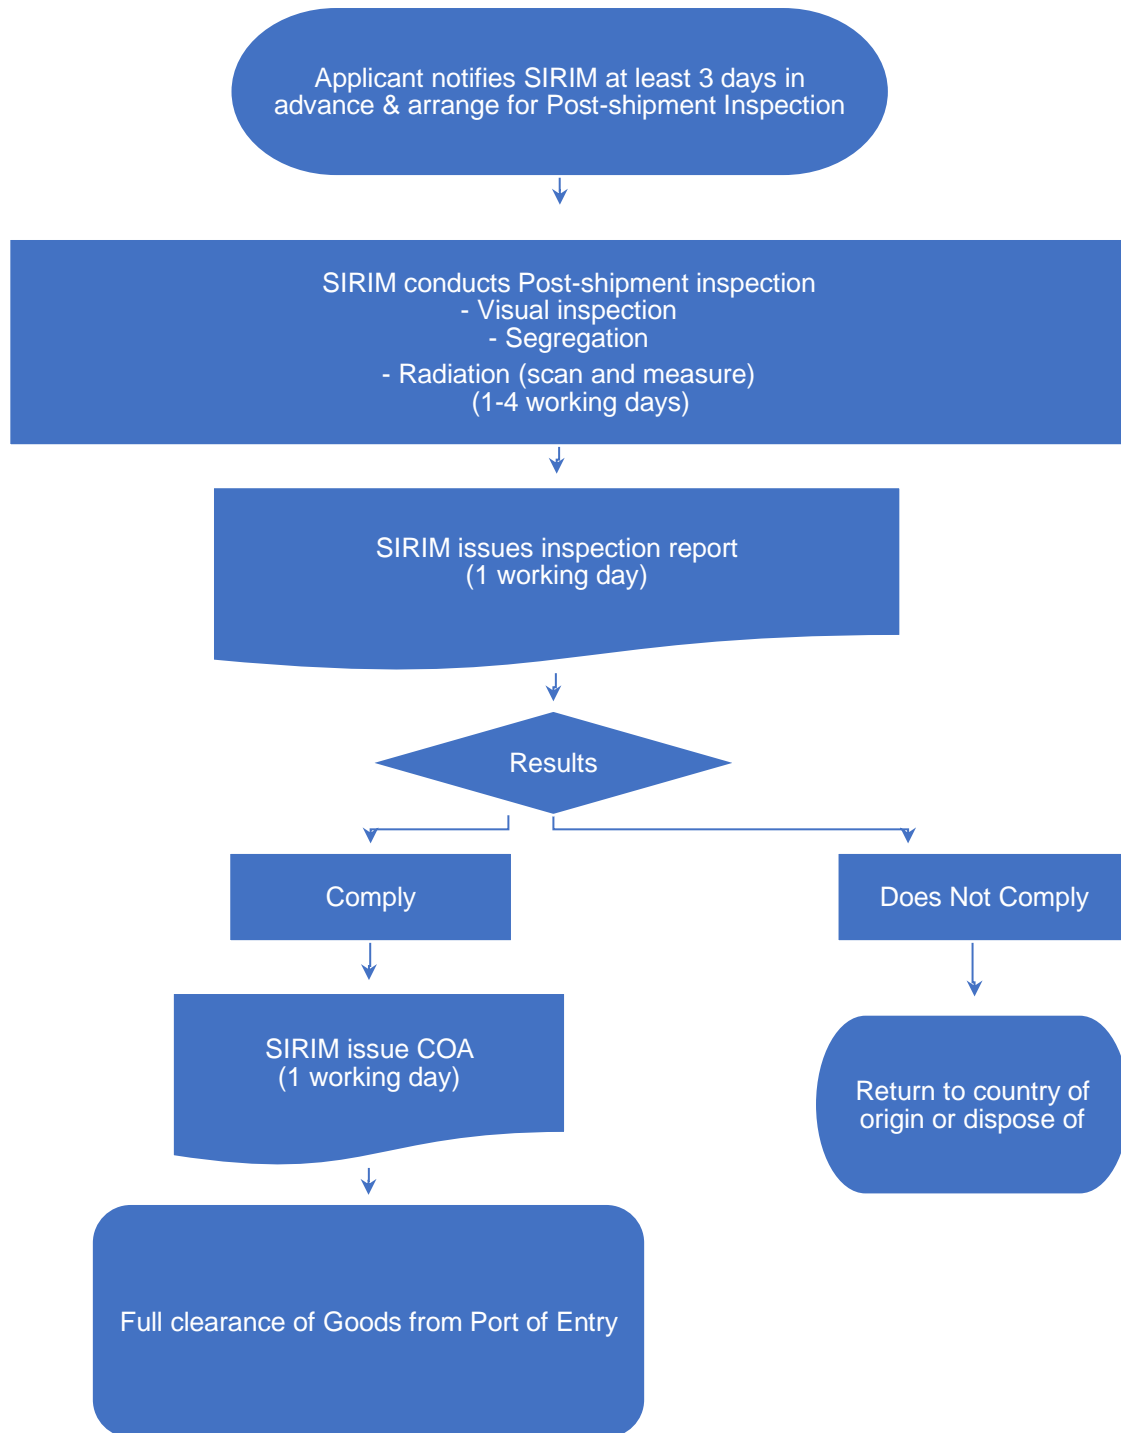 Applicant notifies SIRIM at least 3 days in
advance & arrange for Post-shipment Inspection
SIRIM conducts Post-shipment inspection
- Visual inspection
- Segregation
- Radiation (scan and measure)
(1-4 working days)
SIRIM issues inspection report
(1 working day)
Results
Comply
Does Not Comply
SIRIM issue COA
(1 working day)
Return to country of
origin or dispose of
Full clearance of Goods from Port of Entry